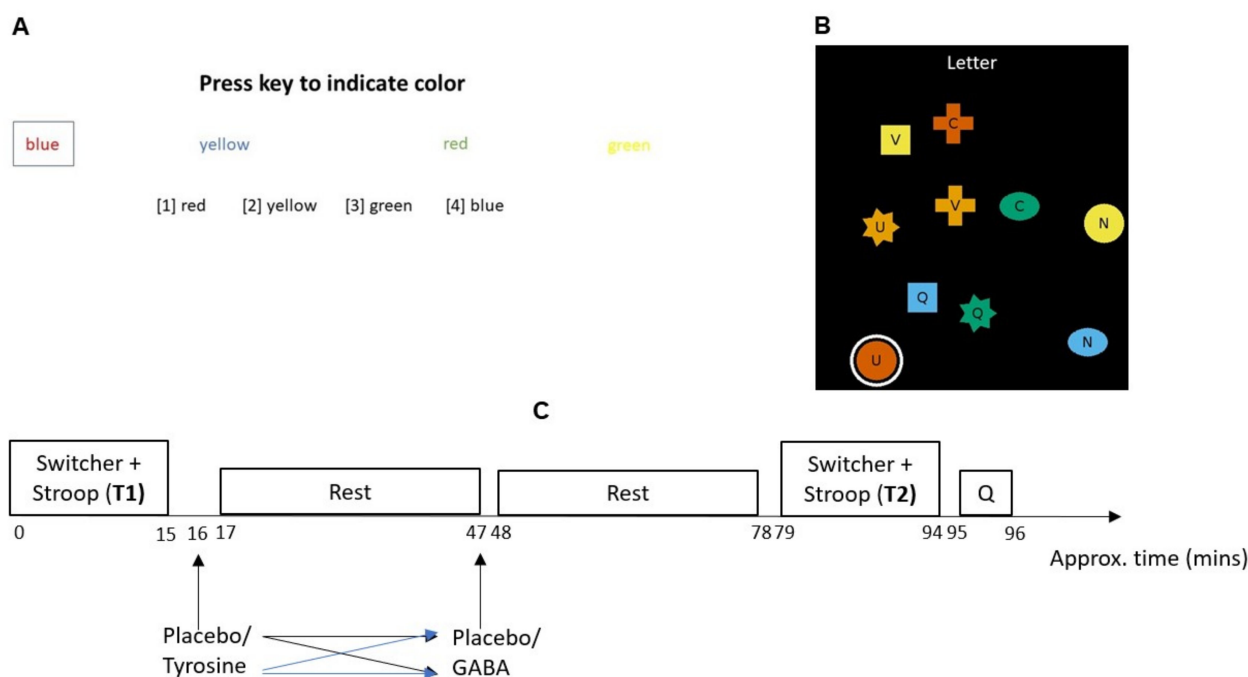 A
Press key to indicate color
blue yellow red green
[1] red [2] yellow [3] green [4] blue
B
Letter
C
V
V
C
U
N
Q
Q
N
U
C
Switcher +
Stroop (T1)
Rest
Rest
Switcher +
Stroop (T2)
Q
0 15 16 17 47 48 78 79 94 95 96
Approx. time (mins)
Placebo/
Tyrosine
Placebo/
GABA